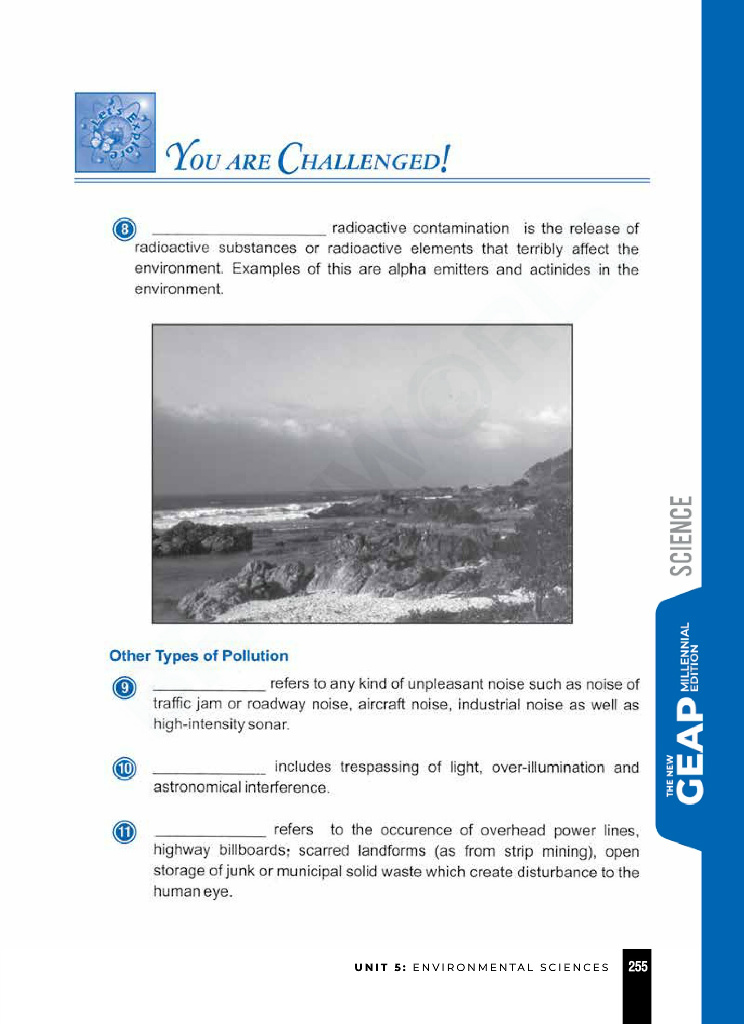 Let's Explore
YOU ARE CHALLENGED!
8 ____________________ radioactive contamination is the release of
radioactive substances or radioactive elements that terribly affect the
environment. Examples of this are alpha emitters and actinides in the
environment.
WORL
Other Types of Pollution
9 _____________ refers to any kind of unpleasant noise such as noise of
traffic jam or roadway noise, aircraft noise, industrial noise as well as
high-intensity sonar.
10 _____________ includes trespassing of light, over-illumination and
astronomical interference.
11 _____________ refers to the occurence of overhead power lines,
highway billboards; scarred landforms (as from strip mining), open
storage of junk or municipal solid waste which create disturbance to the
human eye.
SCIENCE
THE NEW
GEAP MILLENNIAL
EDITION
UNIT 5: ENVIRONMENTAL SCIENCES 255